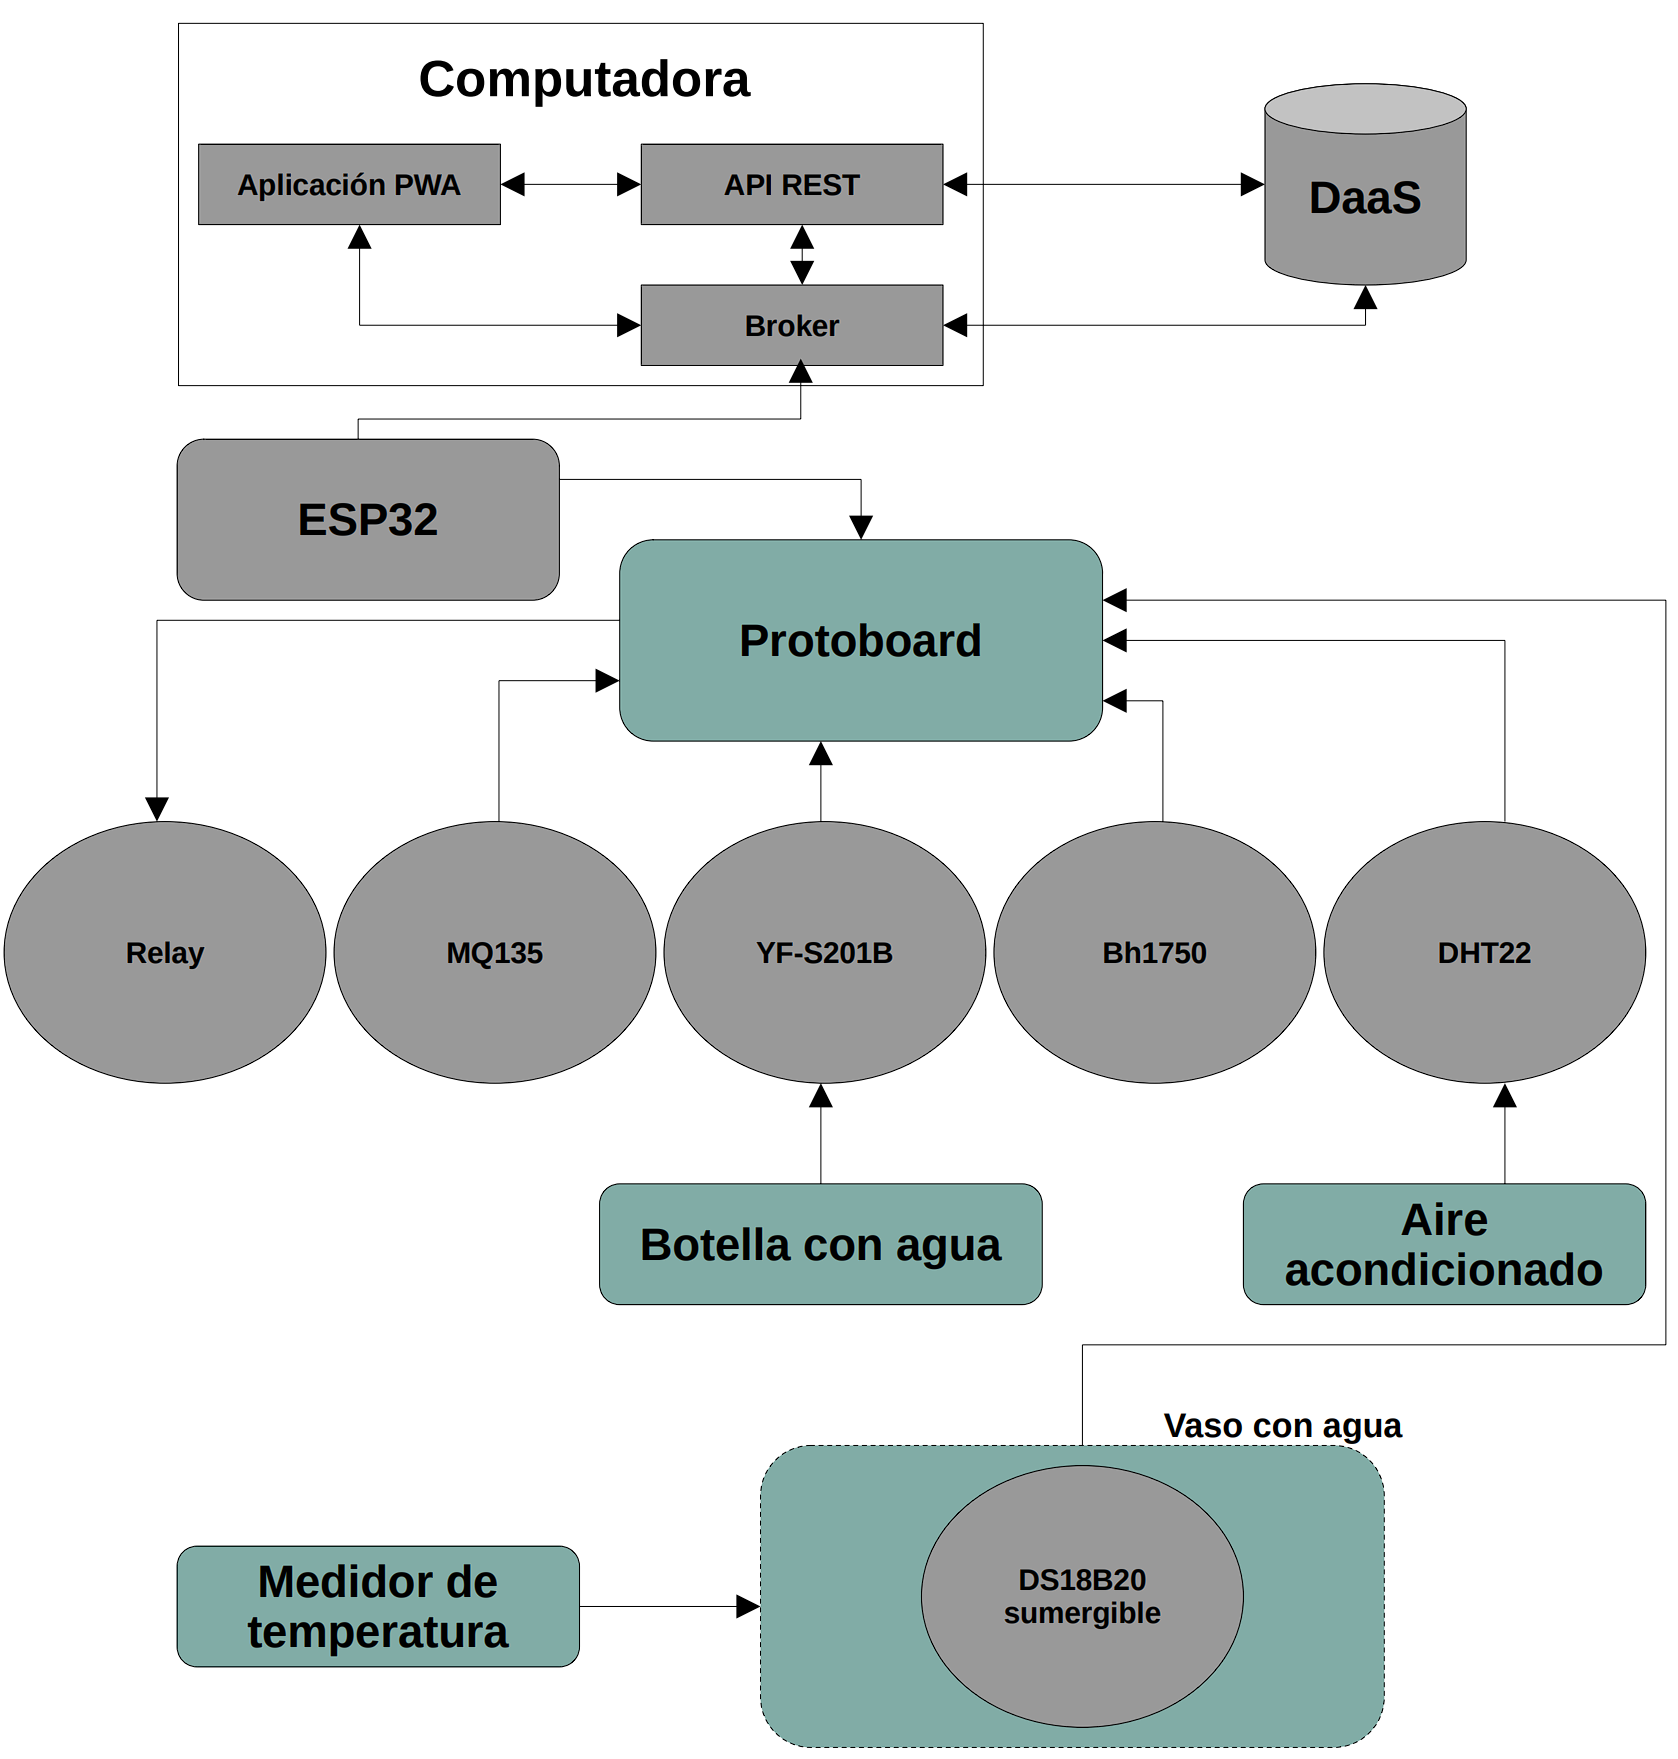 Computadora
Aplicación PWA
API REST
DaaS
Broker
ESP32
Protoboard
Relay
MQ135
YF-S201B
Bh1750
DHT22
Botella con agua
Aire
acondicionado
Vaso con agua
Medidor de
temperatura
DS18B20
sumergible